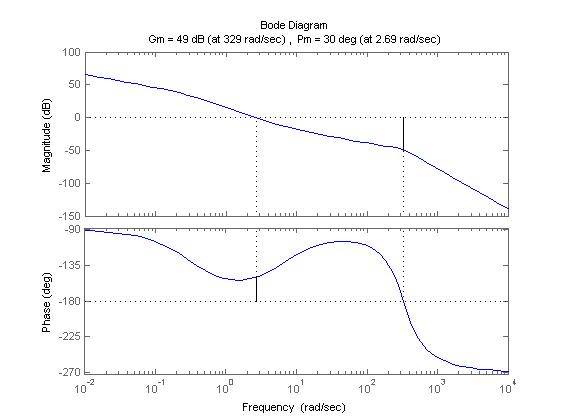 Bode Diagram
Gm = 49 dB (at 329 rad/sec) , Pm = 30 deg (at 2.69 rad/sec)
100
50
0
-50
-100
-150
Magnitude (dB)
-90
-135
-180
-225
-270
Phase (deg)
10^-2 10^-1 10^0 10^1 10^2 10^3 10^4
Frequency (rad/sec)